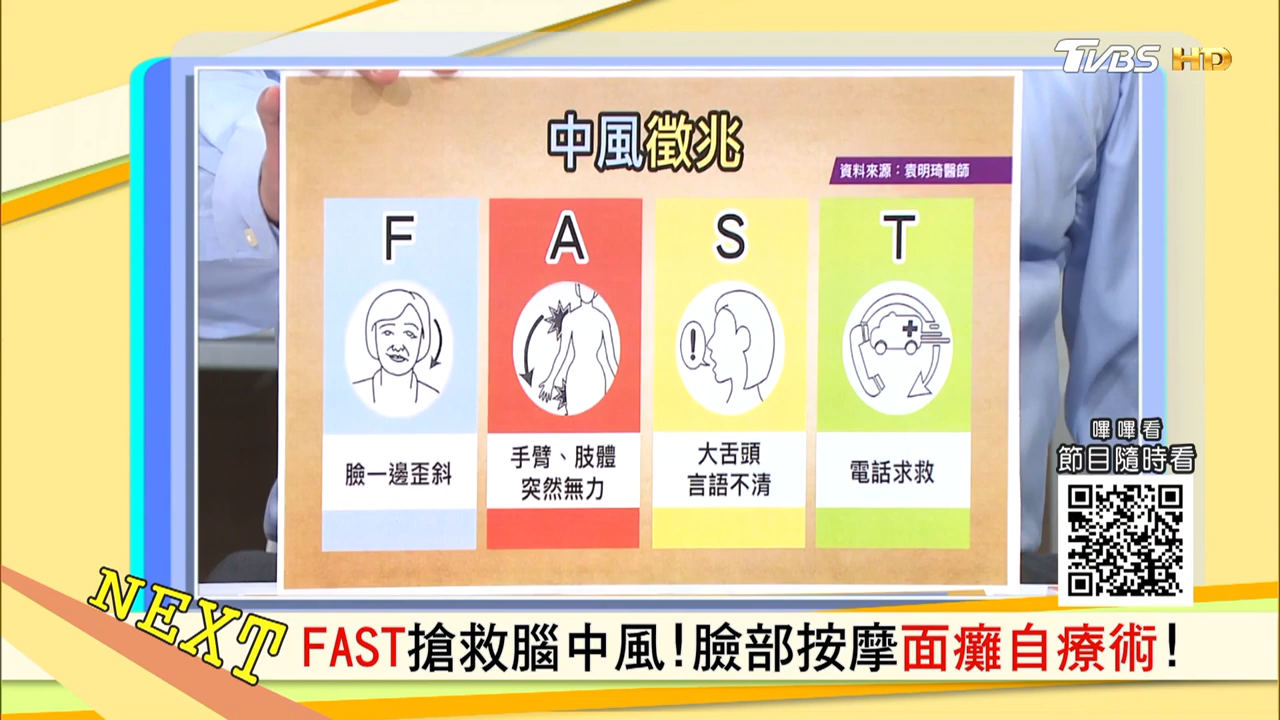 TVBS HD
中風徵兆
資料來源：袁明琦醫師
F
臉一邊歪斜
A
手臂、肢體
突然無力
S
!
大舌頭
言語不清
T
電話求救
嗶嗶看
節目隨時看
NEXT
FAST搶救腦中風!臉部按摩面癱自療術!